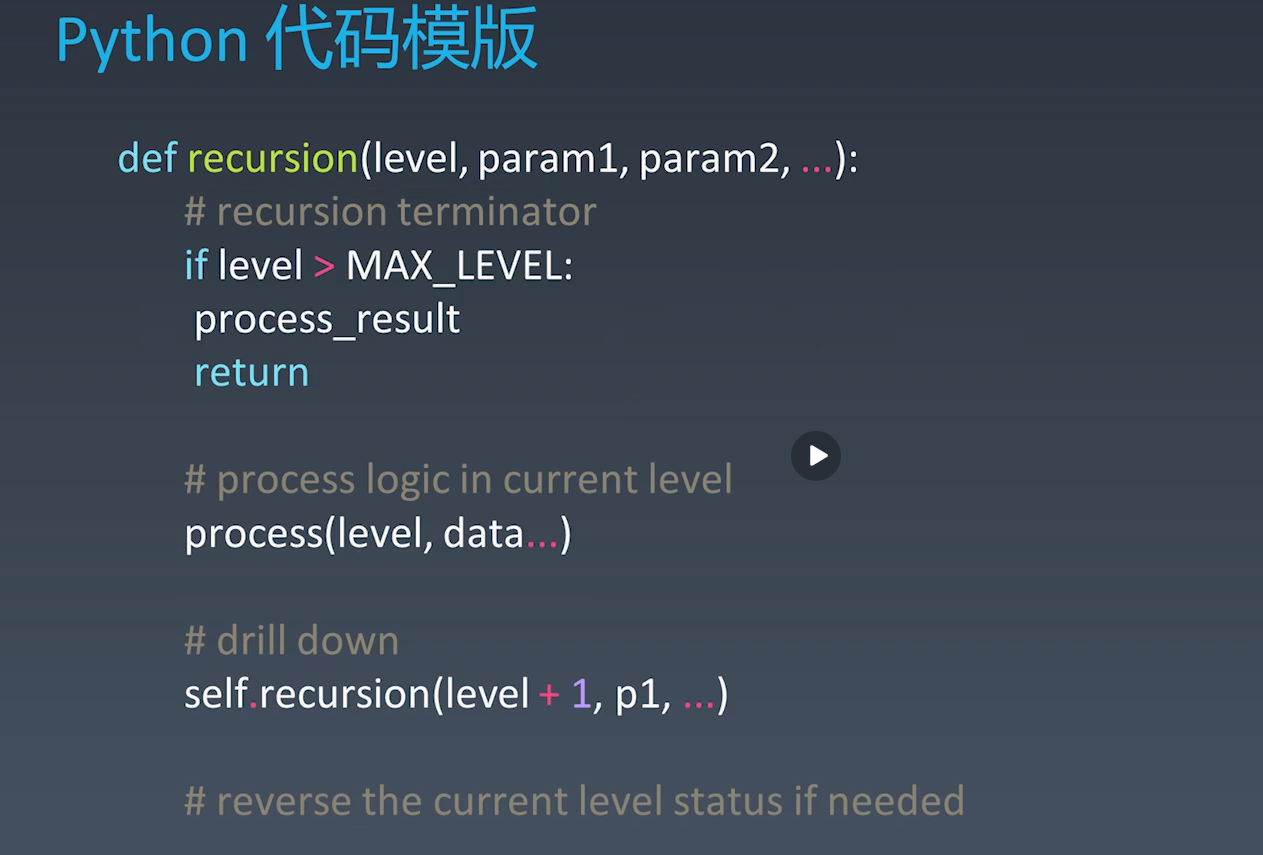 Python 代码模版
def recursion(level, param1, param2, ...):
# recursion terminator
if level > MAX_LEVEL:
process_result
return
# process logic in current level
process(level, data...)
# drill down
self.recursion(level + 1, p1, ...)
# reverse the current level status if needed